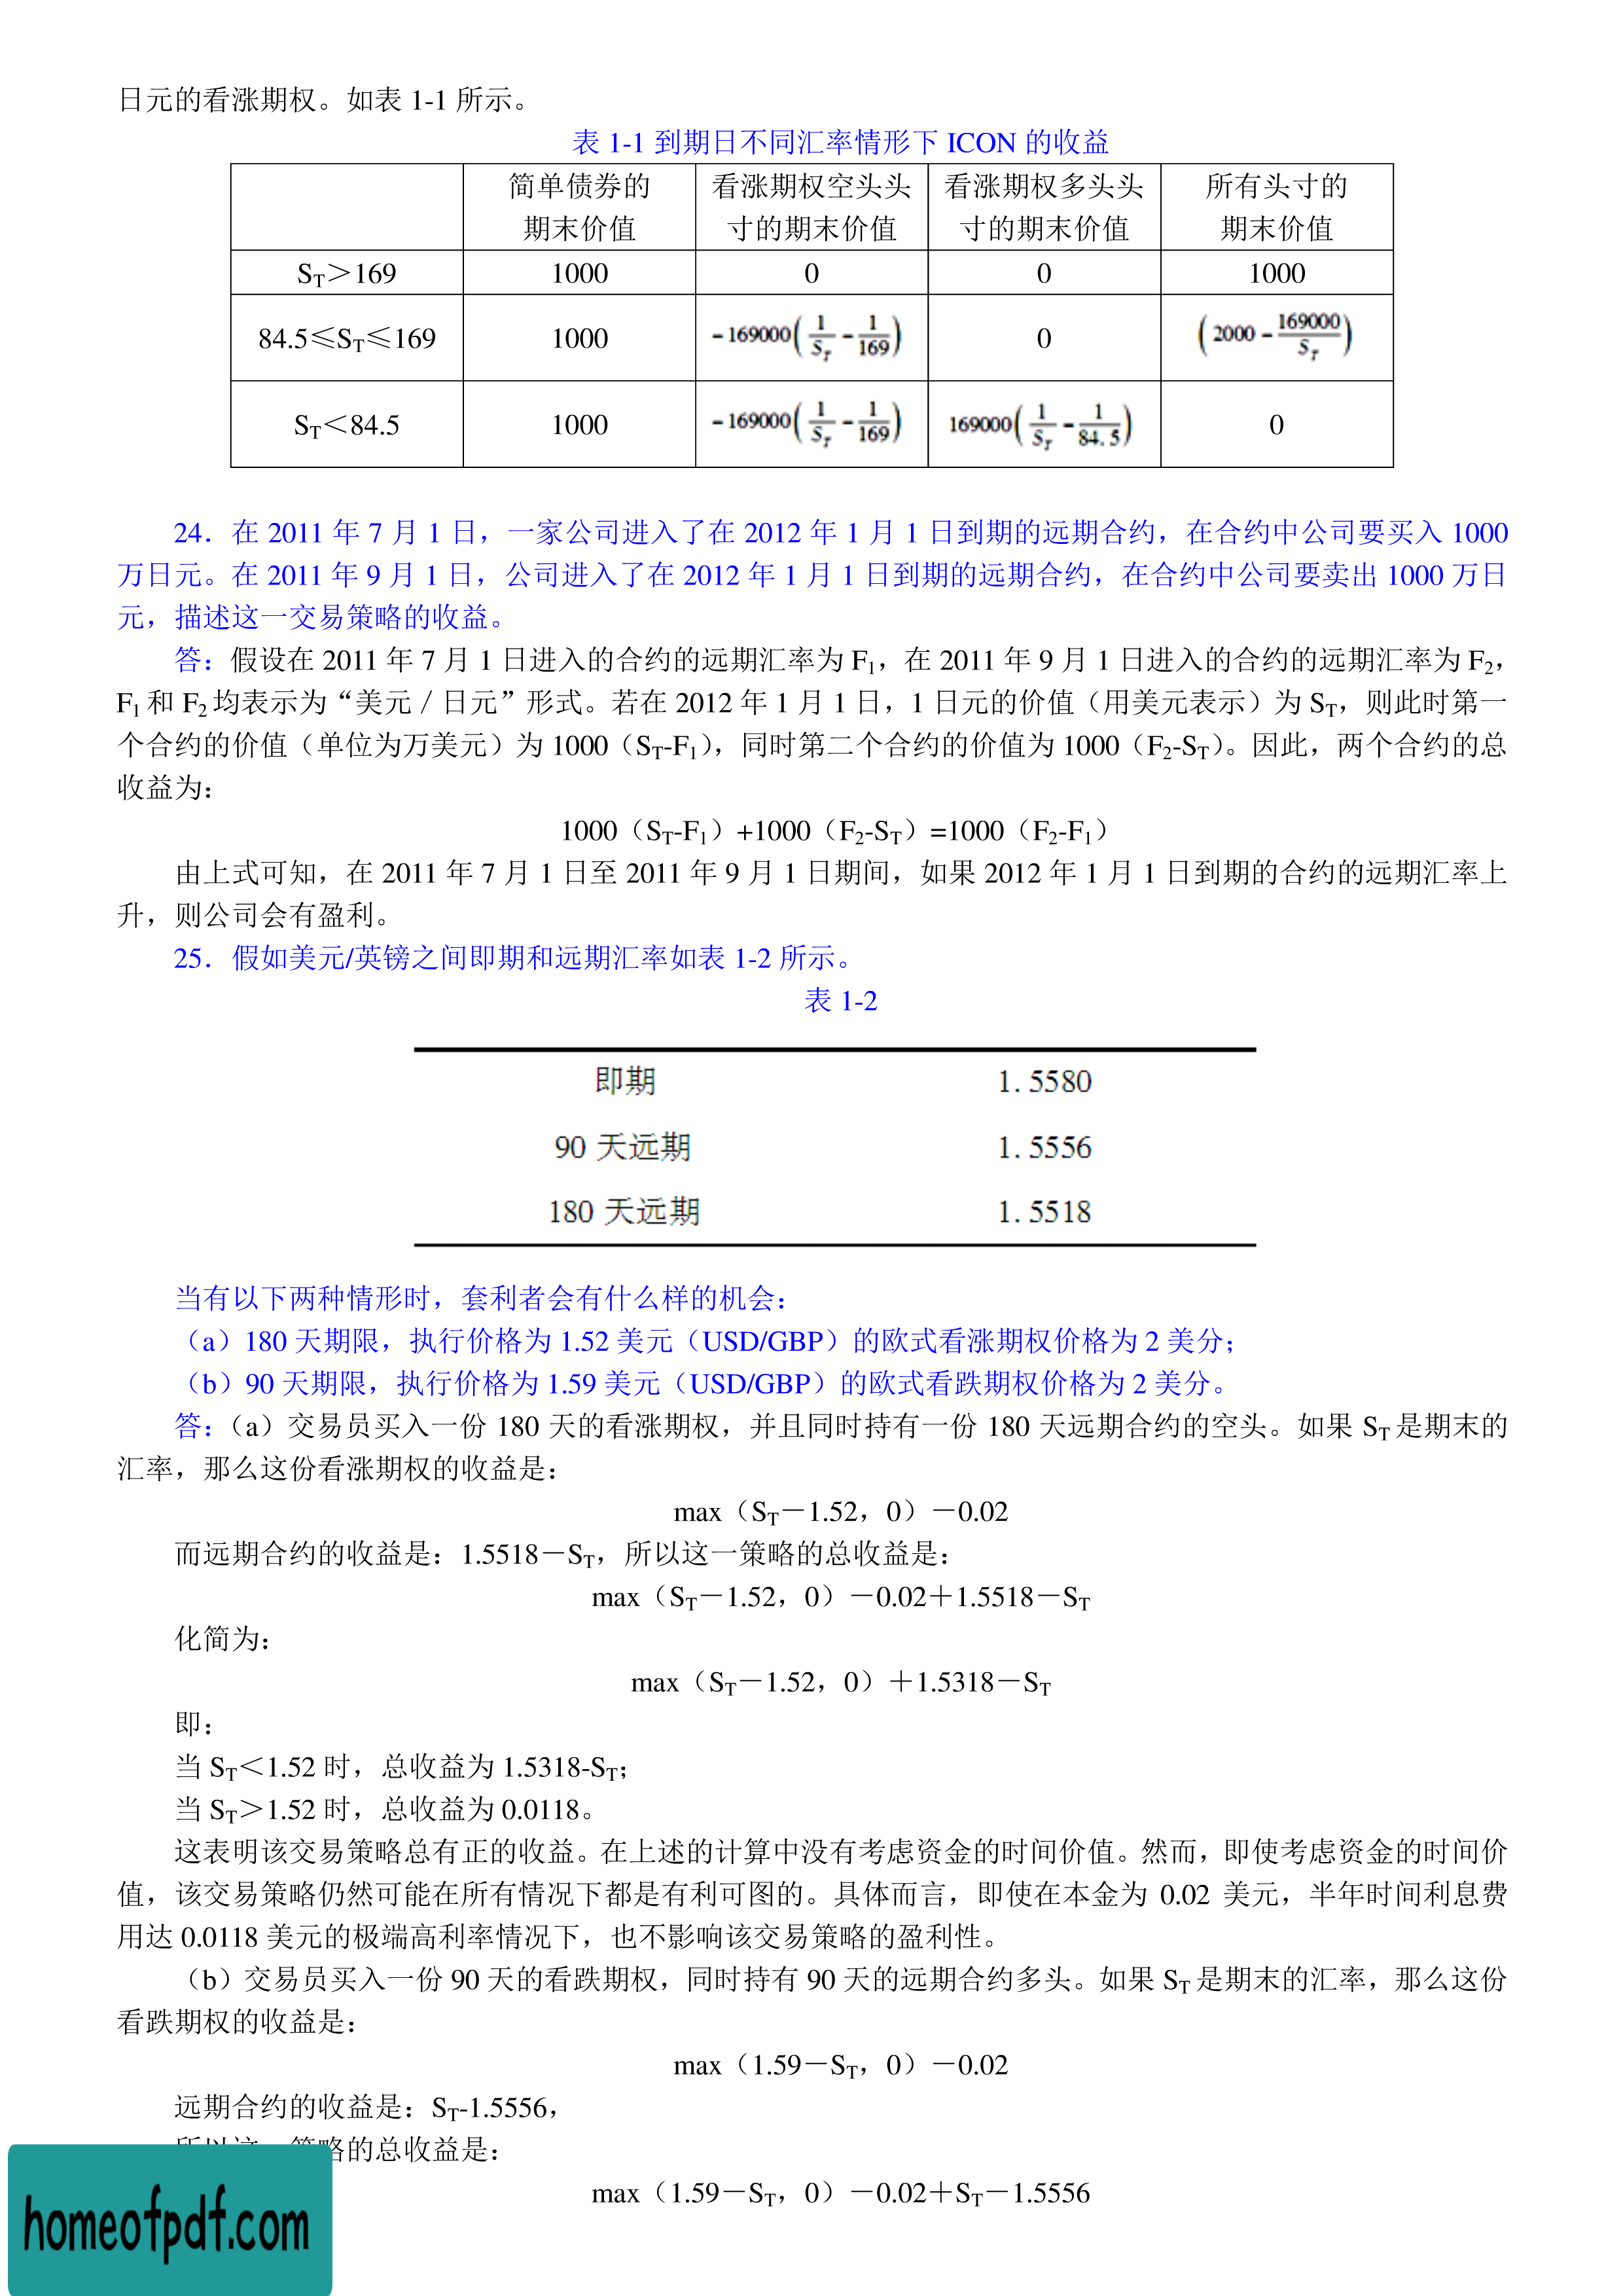 日元的看涨期权。如表 1-1 所示。
表 1-1 到期日不同汇率情形下 ICON 的收益
简单债券的期末价值 看涨期权空头头寸的期末价值 看涨期权多头头寸的期末价值 所有头寸的期末价值
S_T＞169 1000 0 0 1000
84.5≤S_T≤169 1000 -169000(1/S_T - 1/169) 0 (2000 - 169000/S_T)
S_T＜84.5 1000 -169000(1/S_T - 1/169) 169000(1/S_T - 1/84.5) 0
24．在 2011 年 7 月 1 日，一家公司进入了在 2012 年 1 月 1 日到期的远期合约，在合约中公司要买入 1000
万日元。在 2011 年 9 月 1 日，公司进入了在 2012 年 1 月 1 日到期的远期合约，在合约中公司要卖出 1000 万日
元，描述这一交易策略的收益。
答：假设在 2011 年 7 月 1 日进入的合约的远期汇率为 F₁，在 2011 年 9 月 1 日进入的合约的远期汇率为 F₂，
F₁ 和 F₂ 均表示为“美元／日元”形式。若在 2012 年 1 月 1 日，1 日元的价值（用美元表示）为 S_T，则此时第一
个合约的价值（单位为万美元）为 1000（S_T-F₁），同时第二个合约的价值为 1000（F₂-S_T）。因此，两个合约的总
收益为：
1000（S_T-F₁）+1000（F₂-S_T）=1000（F₂-F₁）
由上式可知，在 2011 年 7 月 1 日至 2011 年 9 月 1 日期间，如果 2012 年 1 月 1 日到期的合约的远期汇率上
升，则公司会有盈利。
25．假如美元/英镑之间即期和远期汇率如表 1-2 所示。
表 1-2
即期 1.5580
90 天远期 1.5556
180 天远期 1.5518
当有以下两种情形时，套利者会有什么样的机会：
（a）180 天期限，执行价格为 1.52 美元（USD/GBP）的欧式看涨期权价格为 2 美分；
（b）90 天期限，执行价格为 1.59 美元（USD/GBP）的欧式看跌期权价格为 2 美分。
答：（a）交易员买入一份 180 天的看涨期权，并且同时持有一份 180 天远期合约的空头。如果 S_T 是期末的
汇率，那么这份看涨期权的收益是：
max（S_T－1.52，0）－0.02
而远期合约的收益是：1.5518－S_T，所以这一策略的总收益是：
max（S_T－1.52，0）－0.02＋1.5518－S_T
化简为：
max（S_T－1.52，0）＋1.5318－S_T
即：
当 S_T＜1.52 时，总收益为 1.5318-S_T；
当 S_T＞1.52 时，总收益为 0.0118。
这表明该交易策略总有正的收益。在上述的计算中没有考虑资金的时间价值。然而，即使考虑资金的时间价
值，该交易策略仍然可能在所有情况下都是有利可图的。具体而言，即使在本金为 0.02 美元，半年时间利息费
用达 0.0118 美元的极端高利率情况下，也不影响该交易策略的盈利性。
（b）交易员买入一份 90 天的看跌期权，同时持有 90 天的远期合约多头。如果 S_T 是期末的汇率，那么这份
看跌期权的收益是：
max（1.59－S_T，0）－0.02
远期合约的收益是：S_T-1.5556，
略的总收益是：
max（1.59－S_T，0）－0.02＋S_T－1.5556
homeofpdf.com